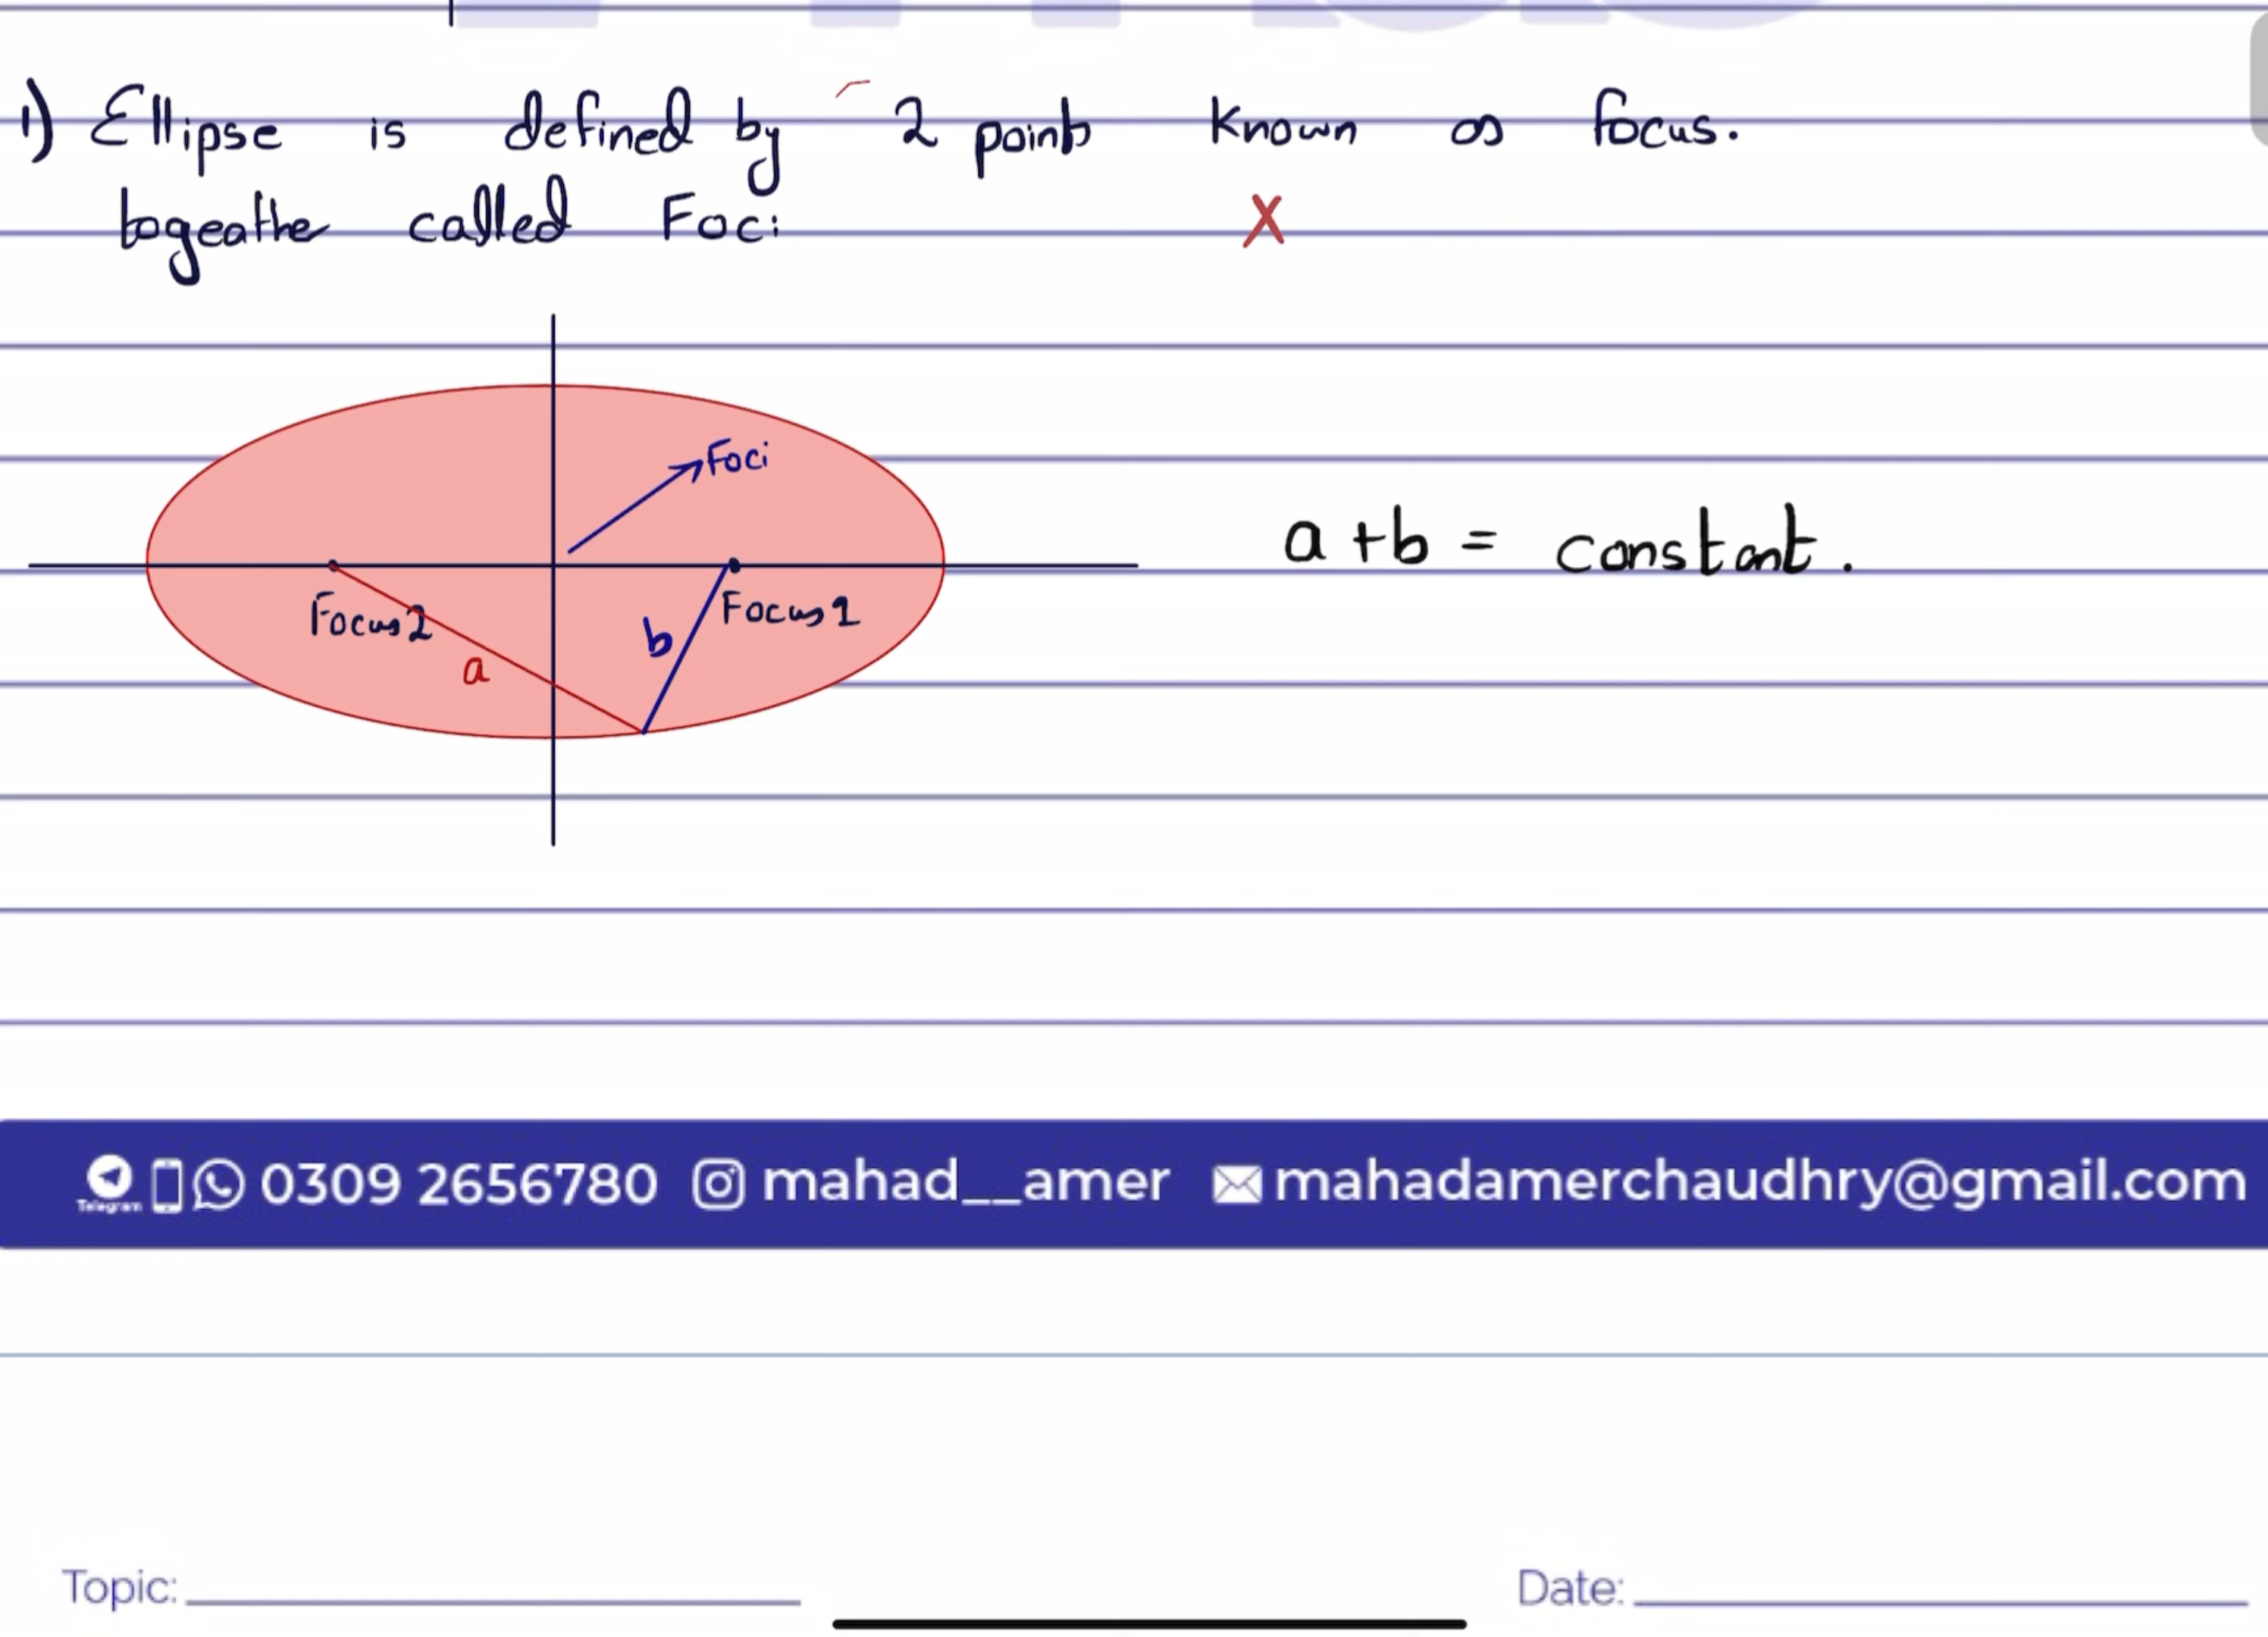 1) Ellipse is defined by 2 points known as focus.
togeathe called Foci
X
Foci
a + b = constant.
Focus 2
Focus 1
a
b
Telegram 0309 2656780 mahad__amer mahadamerchaudhry@gmail.com
Topic:
Date: